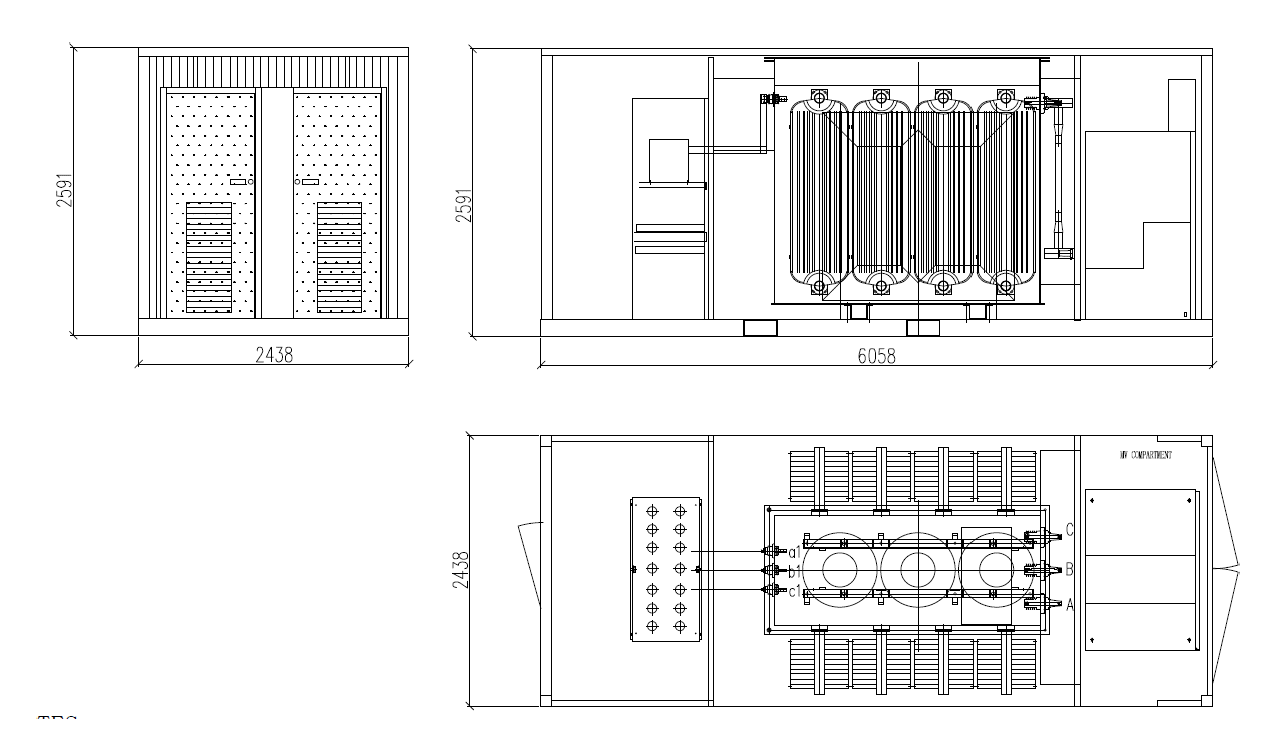 2591
2438
2591
6058
2438
MV COMPARTMENT
a1
b1
c1
C
B
A